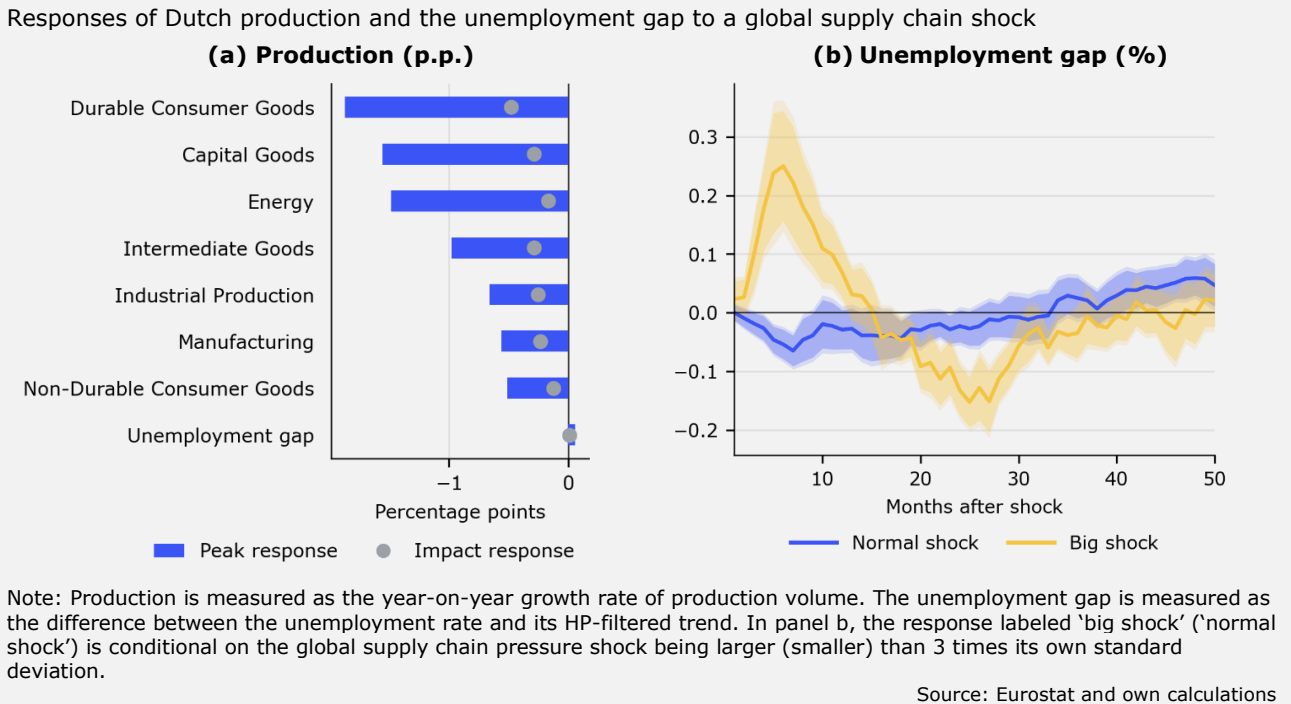 Responses of Dutch production and the unemployment gap to a global supply chain shock
(a) Production (p.p.)
Durable Consumer Goods
Capital Goods
Energy
Intermediate Goods
Industrial Production
Manufacturing
Non-Durable Consumer Goods
Unemployment gap
−1
0
Percentage points
Peak response
Impact response
(b) Unemployment gap (%)
0.3
0.2
0.1
0.0
−0.1
−0.2
10
20
30
40
50
Months after shock
Normal shock
Big shock
Note: Production is measured as the year-on-year growth rate of production volume. The unemployment gap is measured as
the difference between the unemployment rate and its HP-filtered trend. In panel b, the response labeled ‘big shock’ (‘normal
shock’) is conditional on the global supply chain pressure shock being larger (smaller) than 3 times its own standard
deviation.
Source: Eurostat and own calculations